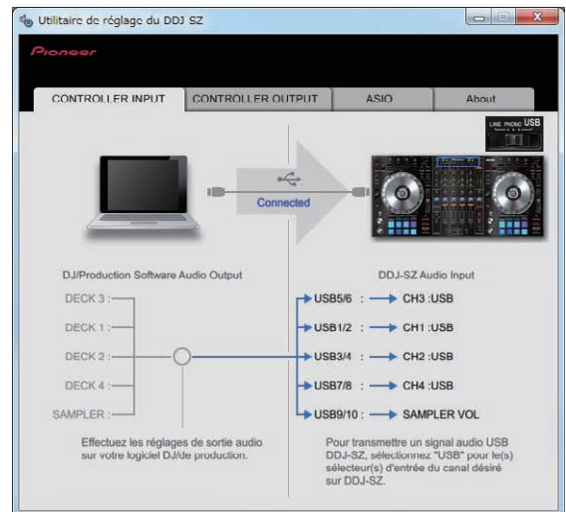 Utilitaire de réglage du DDJ SZ
Pioneer
CONTROLLER INPUT
CONTROLLER OUTPUT
ASIO
About
LINE PHONO USB
Connected
DJ/Production Software Audio Output
DDJ-SZ Audio Input
DECK 3 :
USB5/6 : CH3 :USB
DECK 1 :
USB1/2 : CH1 :USB
DECK 2 :
USB3/4 : CH2 :USB
DECK 4 :
USB7/8 : CH4 :USB
SAMPLER :
USB9/10 : SAMPLER VOL
Effectuez les réglages de sortie audio
sur votre logiciel DJ/de production.
Pour transmettre un signal audio USB
DDJ-SZ, sélectionnez "USB" pour le(s)
sélecteur(s) d'entrée du canal désiré
sur DDJ-SZ.